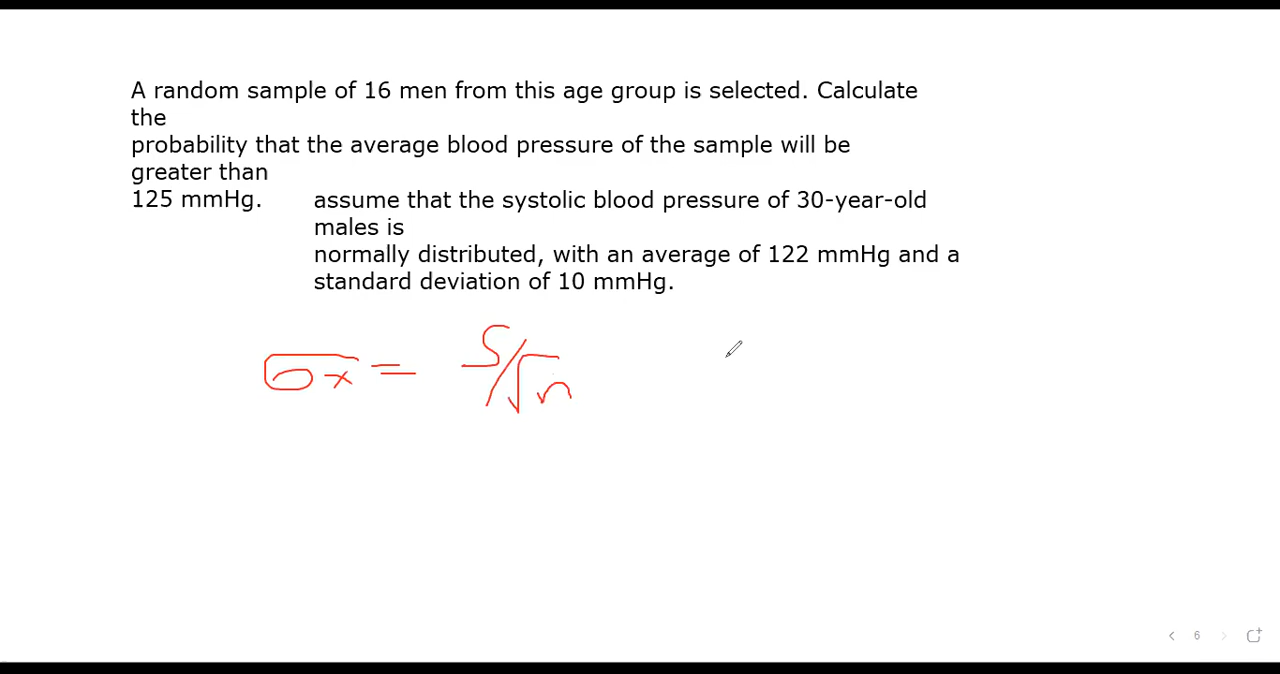 A random sample of 16 men from this age group is selected. Calculate
the
probability that the average blood pressure of the sample will be
greater than
125 mmHg.
assume that the systolic blood pressure of 30-year-old
males is
normally distributed, with an average of 122 mmHg and a
standard deviation of 10 mmHg.
σx = S/√n
6